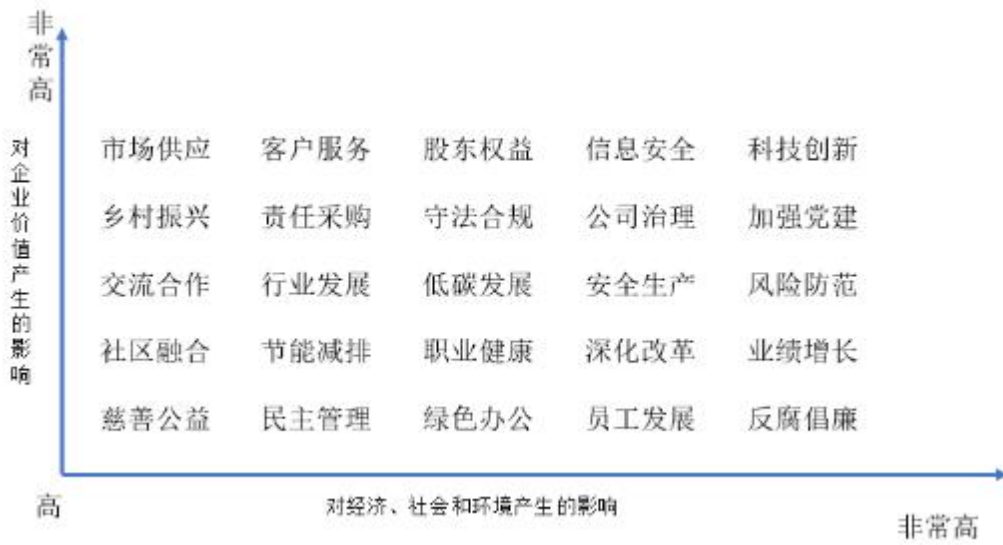 非常高
对企业价值产生的影响
市场供应 客户服务 股东权益 信息安全 科技创新
乡村振兴 责任采购 守法合规 公司治理 加强党建
交流合作 行业发展 低碳发展 安全生产 风险防范
社区融合 节能减排 职业健康 深化改革 业绩增长
慈善公益 民主管理 绿色办公 员工发展 反腐倡廉
高
对经济、社会和环境产生的影响
非常高